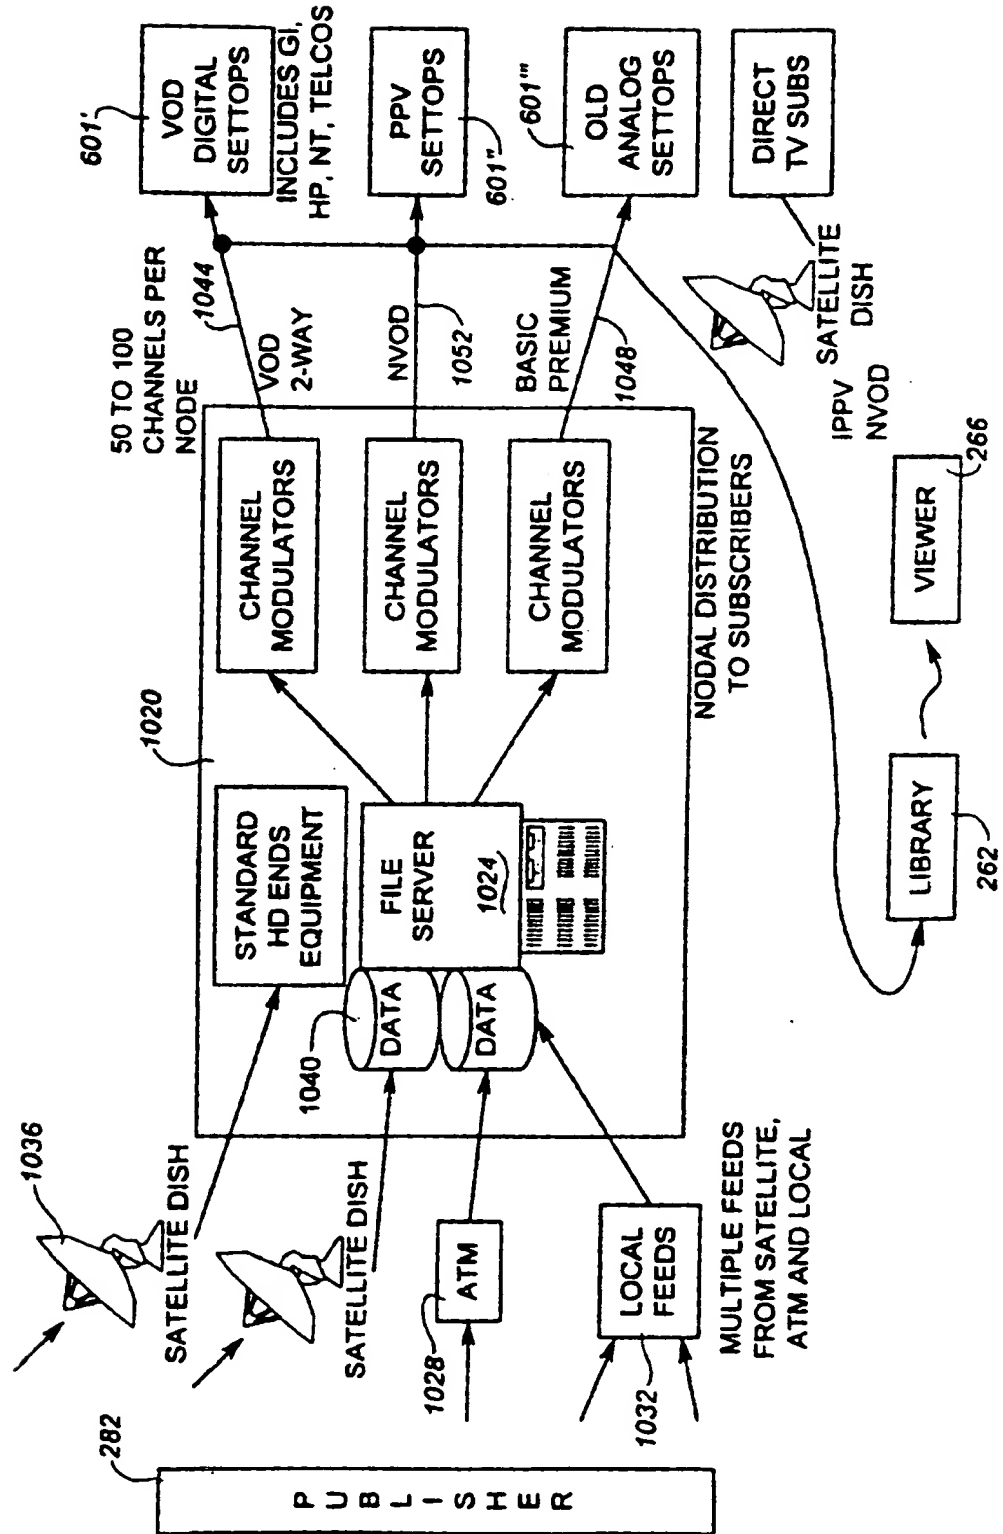 282
PUBLISHER
1036
SATELLITE DISH
SATELLITE DISH
1028
ATM
LOCAL
FEEDS
1032
MULTIPLE FEEDS
FROM SATELLITE,
ATM AND LOCAL
1020
STANDARD
HD ENDS
EQUIPMENT
1040
DATA
DATA
FILE
SERVER
1024
CHANNEL
MODULATORS
CHANNEL
MODULATORS
CHANNEL
MODULATORS
NODAL DISTRIBUTION
TO SUBSCRIBERS
50 TO 100
CHANNELS PER
NODE
1044
VOD
2-WAY
NVOD
1052
BASIC
PREMIUM
1048
601'
VOD
DIGITAL
SETTOPS
INCLUDES GI,
HP, NT, TELCOS
PPV
SETTOPS
601"
601'"
OLD
ANALOG
SETTOPS
DIRECT
TV SUBS
SATELLITE
DISH
IPPV
NVOD
LIBRARY
262
VIEWER
266